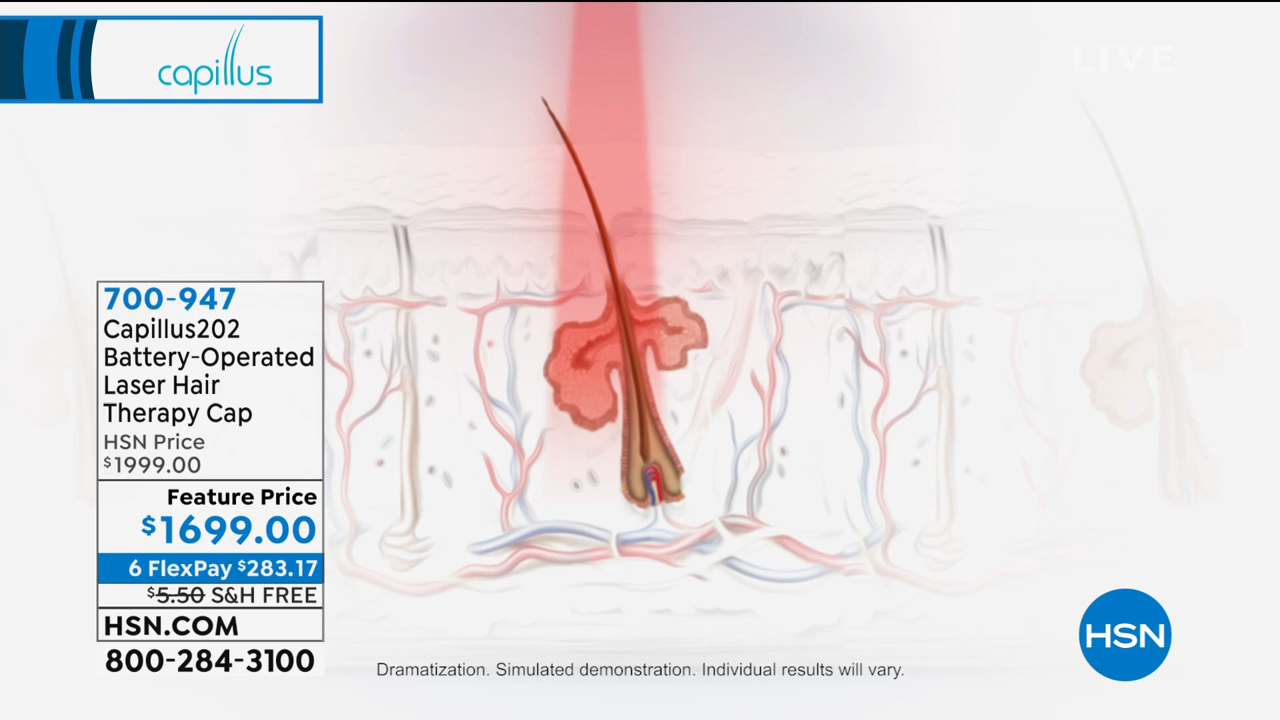 capillus
LIVE
700-947
Capillus202
Battery-Operated
Laser Hair
Therapy Cap
HSN Price
$1999.00
Feature Price
$1699.00
6 FlexPay $283.17
$5.50 S&H FREE
HSN.COM
800-284-3100
Dramatization. Simulated demonstration. Individual results will vary.
HSN